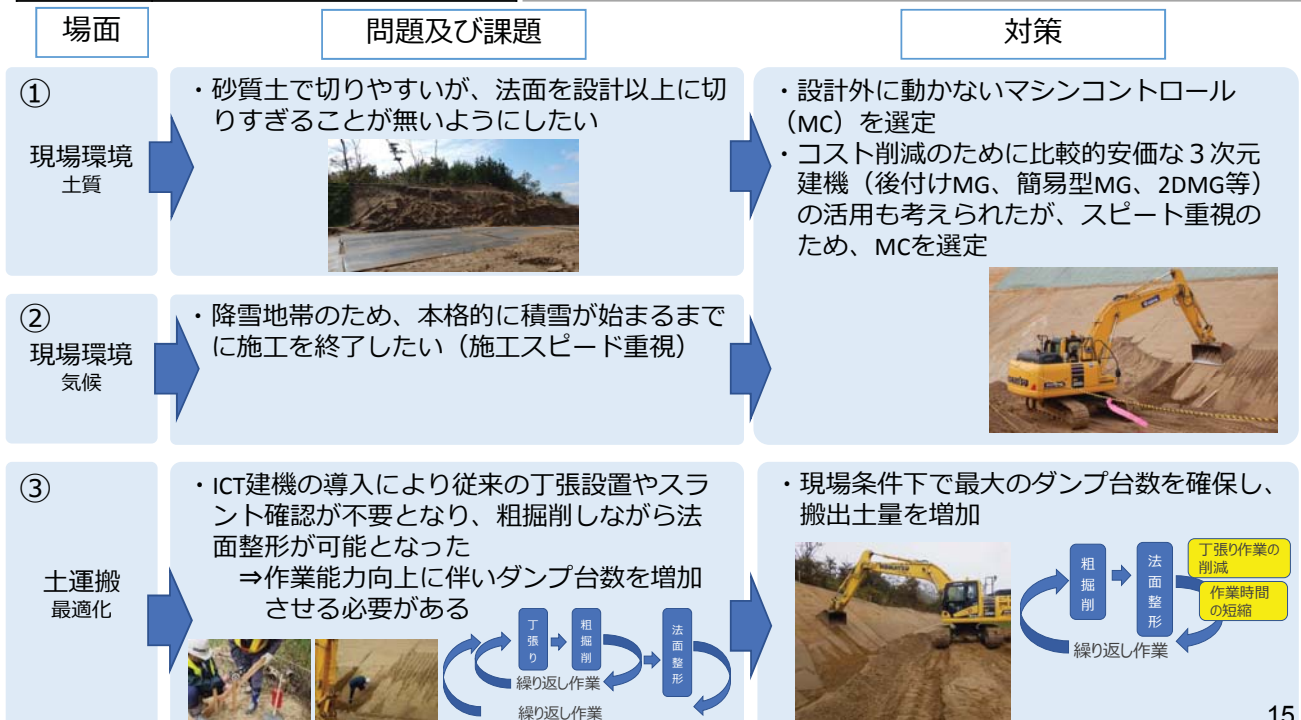 場面
問題及び課題
対策
①
現場環境
土質
・砂質土で切りやすいが、法面を設計以上に切
りすぎることが無いようにしたい
・設計外に動かないマシンコントロール
（MC）を選定
・コスト削減のために比較的安価な３次元
建機（後付けMG、簡易型MG、2DMG等）
の活用も考えられたが、スピート重視の
ため、MCを選定
②
現場環境
気候
・降雪地帯のため、本格的に積雪が始まるまで
に施工を終了したい（施工スピード重視）
KOMATSU
③
土運搬
最適化
・ICT建機の導入により従来の丁張設置やスラ
ント確認が不要となり、粗掘削しながら法
面整形が可能となった
⇒作業能力向上に伴いダンプ台数を増加
させる必要がある
丁張り
粗掘削
法面整形
繰り返し作業
繰り返し作業
・現場条件下で最大のダンプ台数を確保し、
搬出土量を増加
KOMATSU
粗掘削
法面整形
丁張り作業の
削減
作業時間
の短縮
繰り返し作業
15